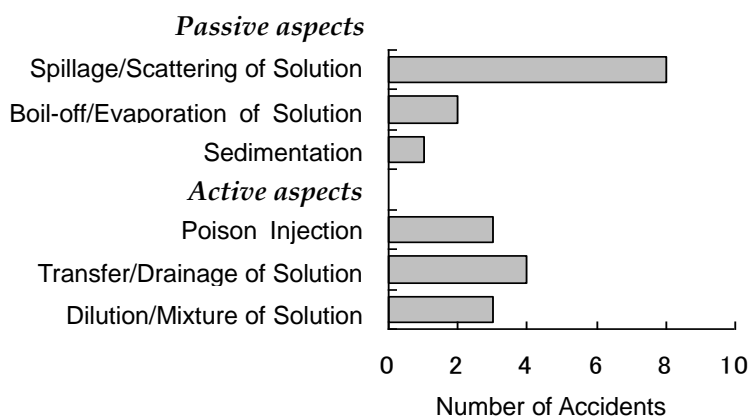 Passive aspects
Spillage/Scattering of Solution
Boil-off/Evaporation of Solution
Sedimentation
Active aspects
Poison Injection
Transfer/Drainage of Solution
Dilution/Mixture of Solution
0 2 4 6 8 10
Number of Accidents